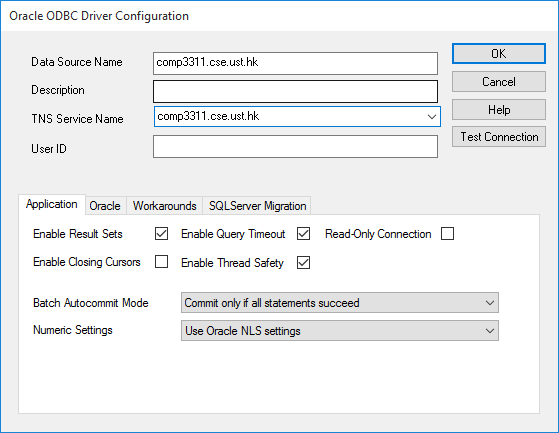 Oracle ODBC Driver Configuration
Data Source Name comp3311.cse.ust.hk OK
Description Cancel
TNS Service Name comp3311.cse.ust.hk Help
User ID Test Connection
Application Oracle Workarounds SQLServer Migration
Enable Result Sets Enable Query Timeout Read-Only Connection
Enable Closing Cursors Enable Thread Safety
Batch Autocommit Mode Commit only if all statements succeed
Numeric Settings Use Oracle NLS settings